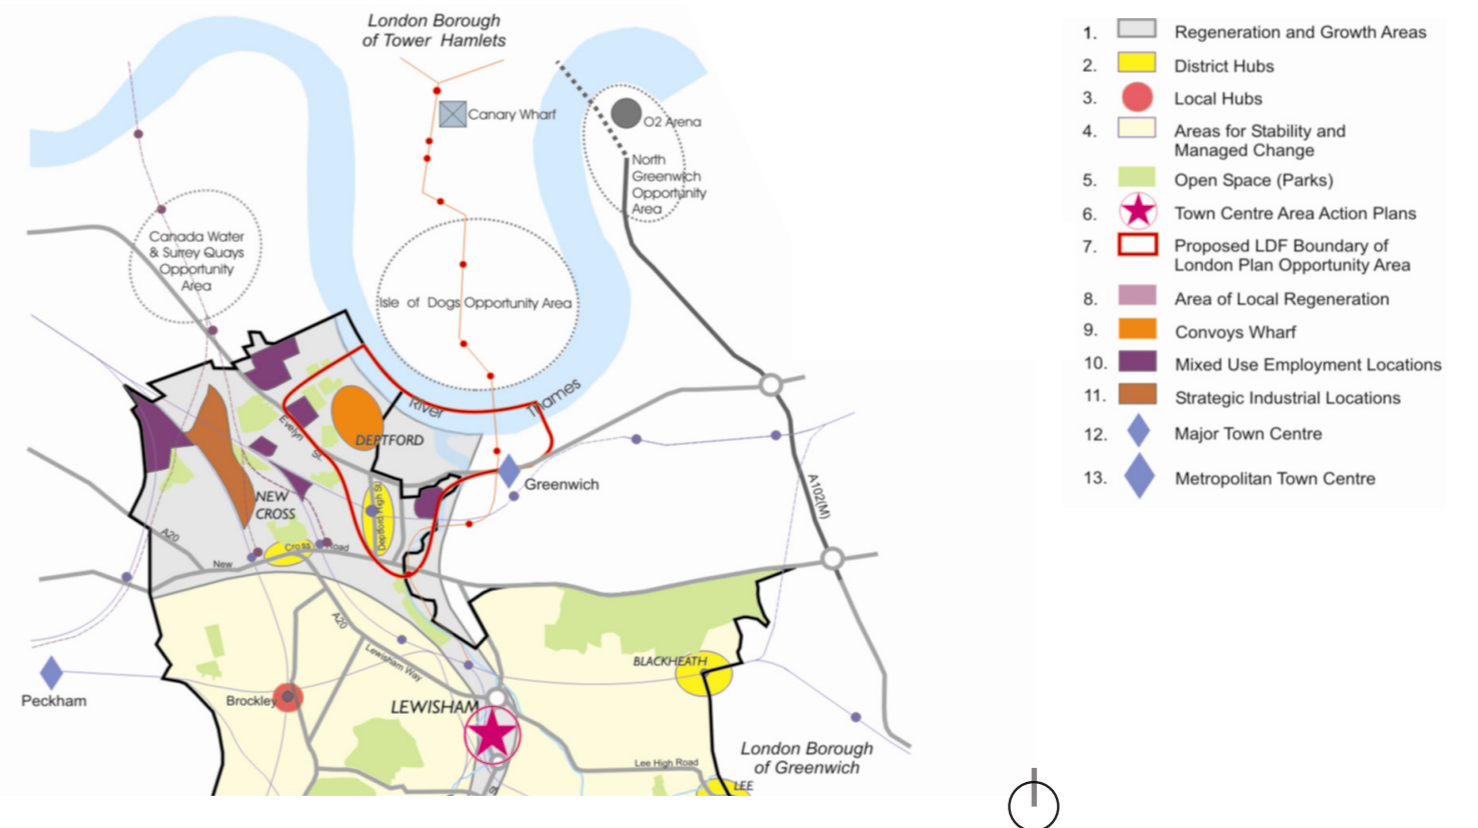 London Borough
of Tower Hamlets
Canary Wharf
O2 Arena
North
Greenwich
Opportunity
Area
Canada Water
& Surrey Quays
Opportunity
Area
Isle of Dogs Opportunity Area
River
Thames
Evelyn
St.
DEPTFORD
Greenwich
A102(M)
NEW
CROSS
Deptford High St.
A20
New
Cross
Road
A20
Lewisham Way
BLACKHEATH
Peckham
Brockley
LEWISHAM
London Borough
of Greenwich
Lee High Road
LEE
1. Regeneration and Growth Areas
2. District Hubs
3. Local Hubs
4. Areas for Stability and
Managed Change
5. Open Space (Parks)
6. Town Centre Area Action Plans
7. Proposed LDF Boundary of
London Plan Opportunity Area
8. Area of Local Regeneration
9. Convoys Wharf
10. Mixed Use Employment Locations
11. Strategic Industrial Locations
12. Major Town Centre
13. Metropolitan Town Centre